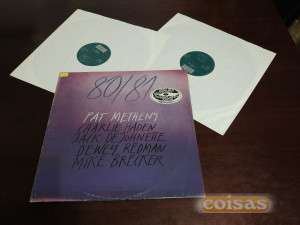 80/81
PAT METHENY
CHARLIE HADEN
JACK DEJOHNETTE
DEWEY REDMAN
MIKE BRECKER
coisas